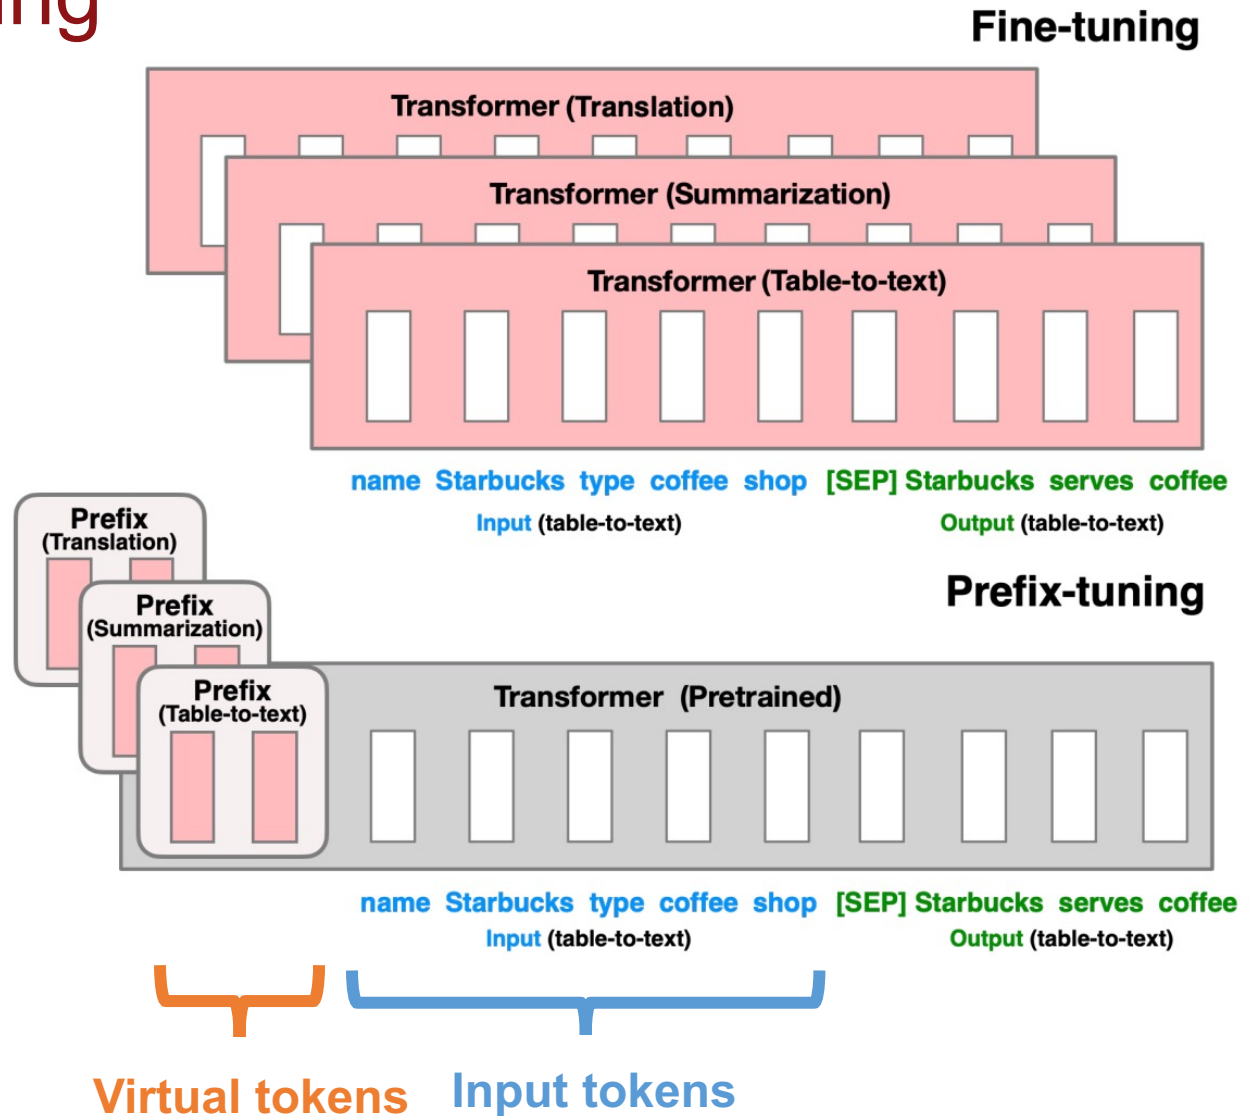 Fine-tuning
Transformer (Translation)
Transformer (Summarization)
Transformer (Table-to-text)
name Starbucks type coffee shop [SEP] Starbucks serves coffee
Input (table-to-text) Output (table-to-text)
Prefix
(Translation)
Prefix
(Summarization)
Prefix
(Table-to-text)
Prefix-tuning
Transformer (Pretrained)
name Starbucks type coffee shop [SEP] Starbucks serves coffee
Input (table-to-text) Output (table-to-text)
Virtual tokens Input tokens